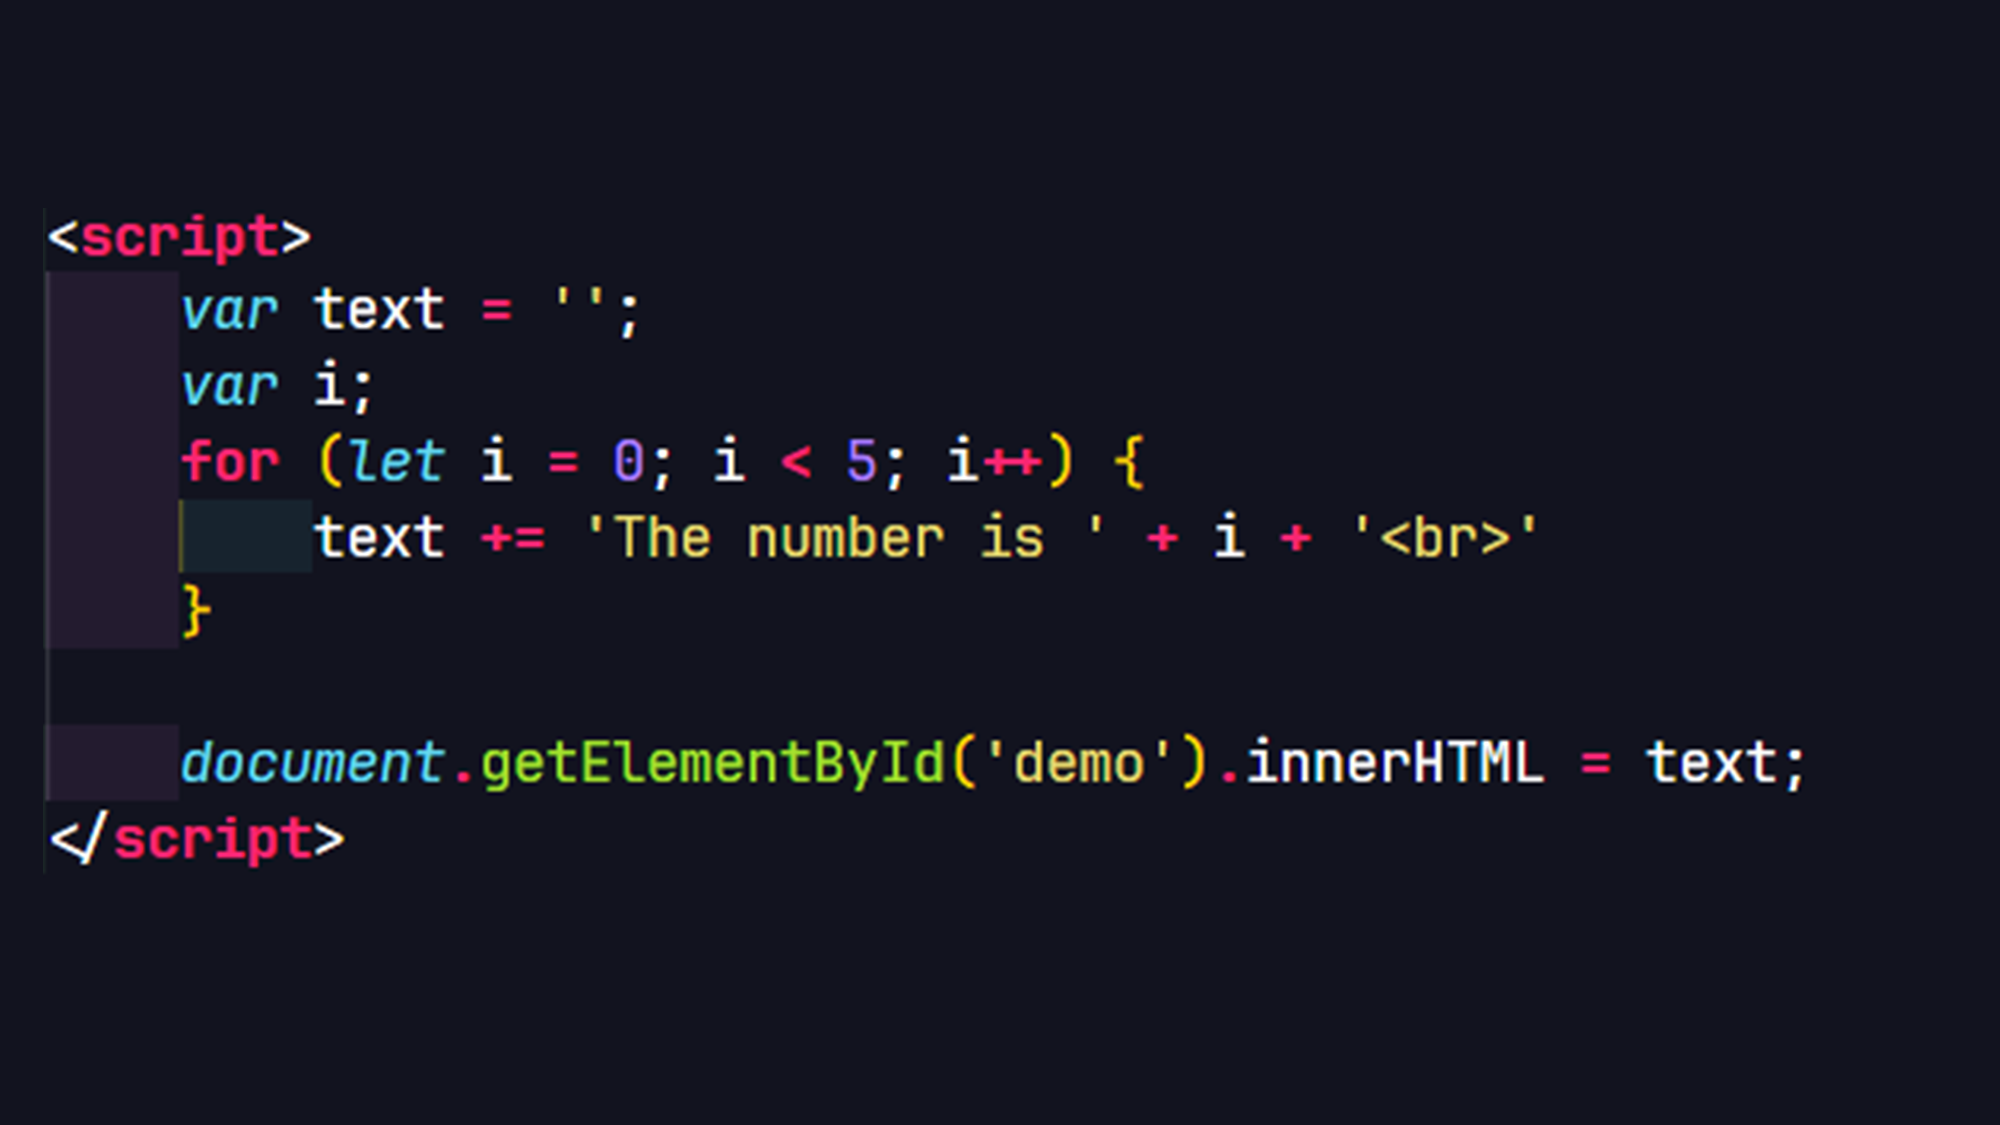 <script>
var text = '';
var i;
for (let i = 0; i < 5; i++) {
text += 'The number is ' + i + '<br>'
}
document.getElementById('demo').innerHTML = text;
</script>